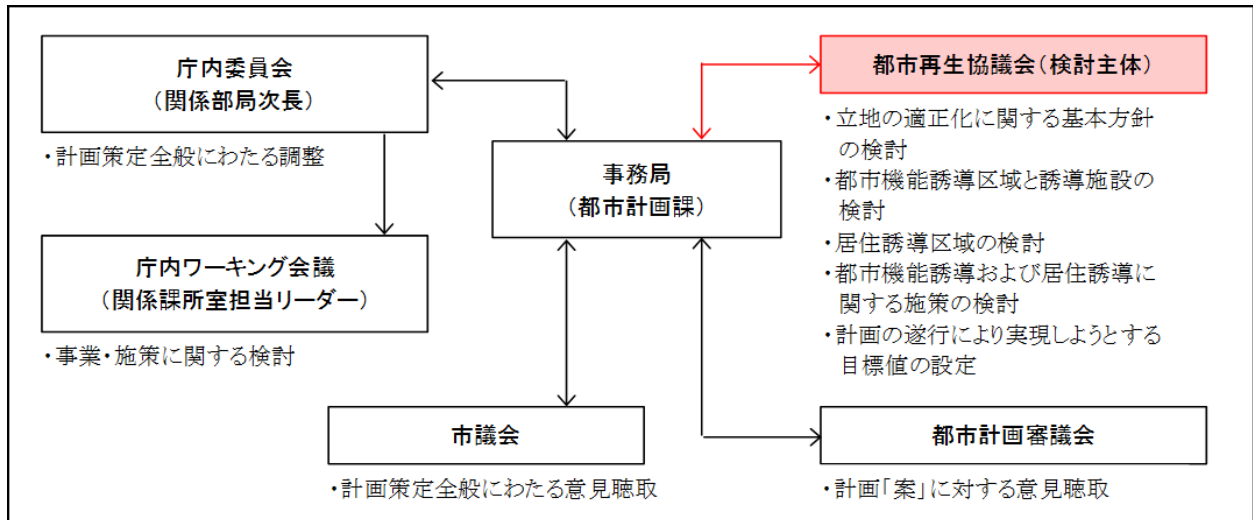 庁内委員会
(関係部局次長)
・計画策定全般にわたる調整
庁内ワーキング会議
(関係課所室担当リーダー)
・事業・施策に関する検討
事務局
(都市計画課)
都市再生協議会(検討主体)
・立地の適正化に関する基本方針
の検討
・都市機能誘導区域と誘導施設の
検討
・居住誘導区域の検討
・都市機能誘導および居住誘導に
関する施策の検討
・計画の遂行により実現しようとする
目標値の設定
市議会
・計画策定全般にわたる意見聴取
都市計画審議会
・計画「案」に対する意見聴取